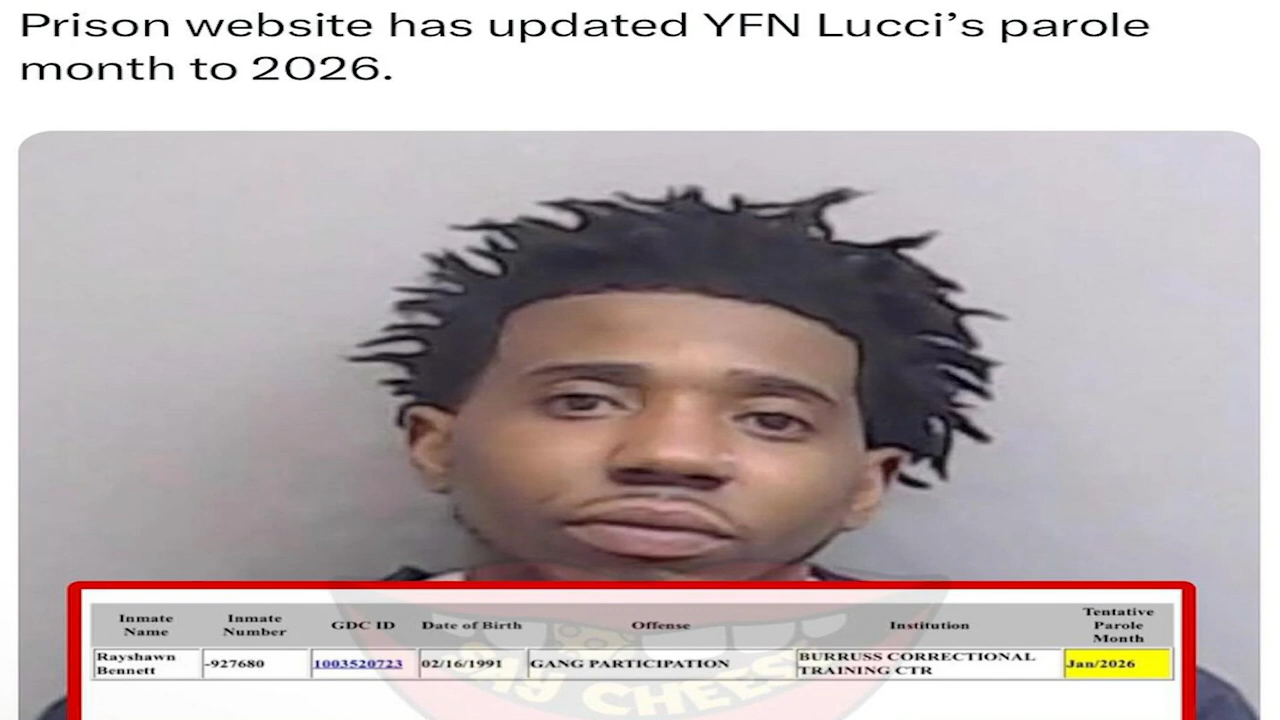 Prison website has updated YFN Lucci’s parole
month to 2026.
Inmate Name
Inmate Number
GDC ID
Date of Birth
Offense
Institution
Tentative Parole Month
Rayshawn Bennett
-927680
1003520723
02/16/1991
GANG PARTICIPATION
BURRUSS CORRECTIONAL TRAINING CTR
Jan/2026
SAY CHEESE